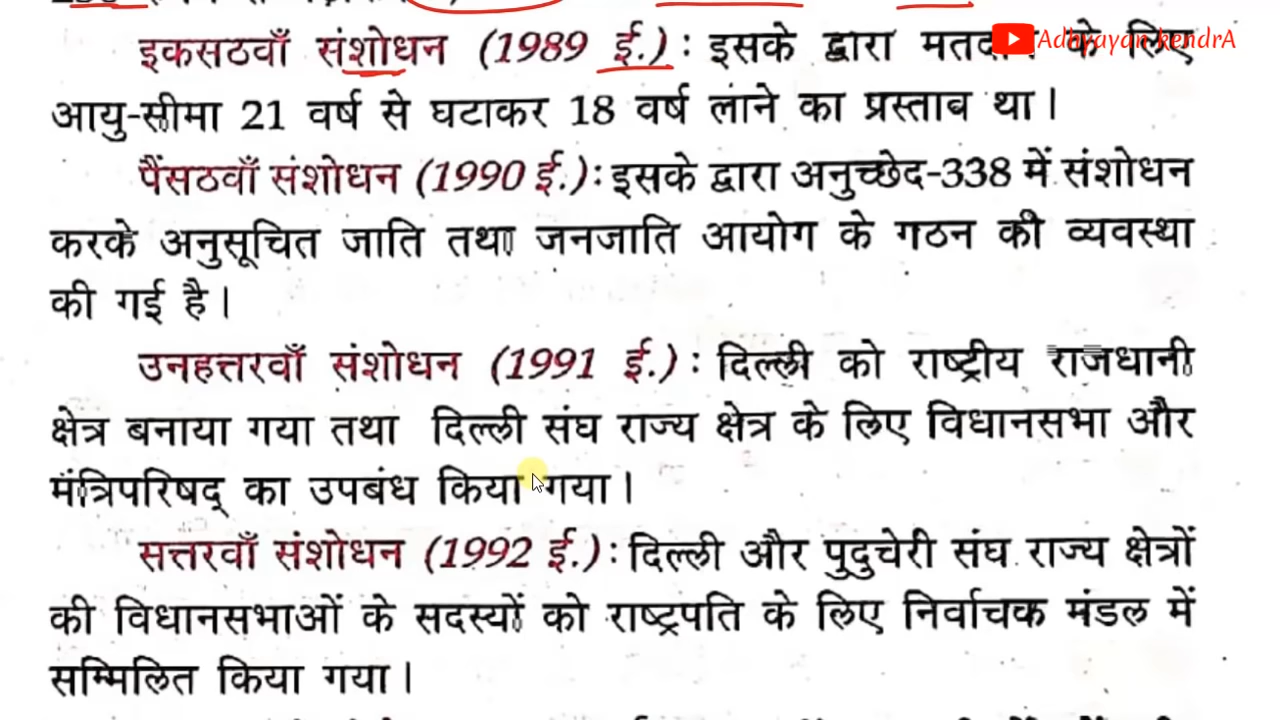 Adhyayan kendrA
इकसठवाँ संशोधन (1989 ई.) : इसके द्वारा मतदान के लिए
आयु-सीमा 21 वर्ष से घटाकर 18 वर्ष लाने का प्रस्ताव था।
पैंसठवाँ संशोधन (1990 ई.) : इसके द्वारा अनुच्छेद-338 में संशोधन
करके अनुसूचित जाति तथा जनजाति आयोग के गठन की व्यवस्था
की गई है।
उनहत्तरवाँ संशोधन (1991 ई.) : दिल्ली को राष्ट्रीय राजधानी
क्षेत्र बनाया गया तथा दिल्ली संघ राज्य क्षेत्र के लिए विधानसभा और
मंत्रिपरिषद् का उपबंध किया गया।
सत्तरवाँ संशोधन (1992 ई.) : दिल्ली और पुदुचेरी संघ राज्य क्षेत्रों
की विधानसभाओं के सदस्यों को राष्ट्रपति के लिए निर्वाचक मंडल में
सम्मिलित किया गया।